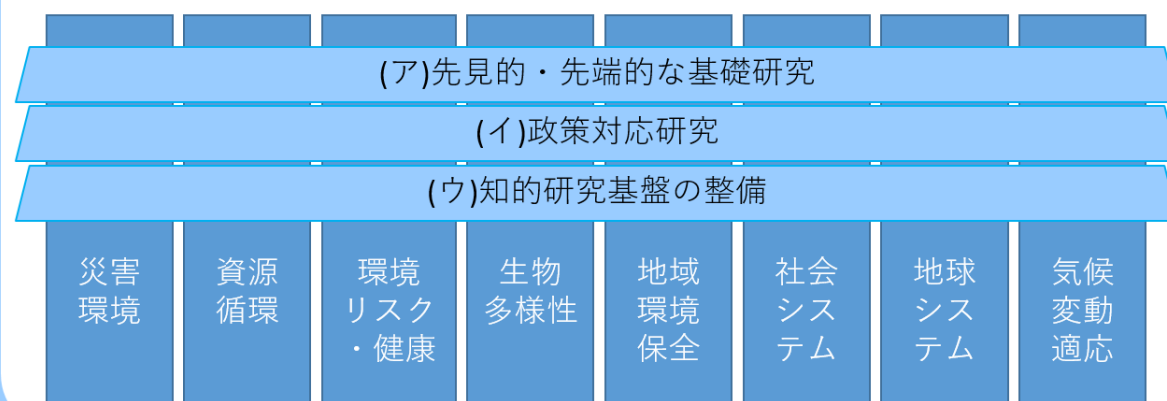 (ア)先見的・先端的な基礎研究
(イ)政策対応研究
(ウ)知的研究基盤の整備
災害
環境
資源
循環
環境
リスク
・健康
生物
多様性
地域
環境
保全
社会
シス
テム
地球
シス
テム
気候
変動
適応